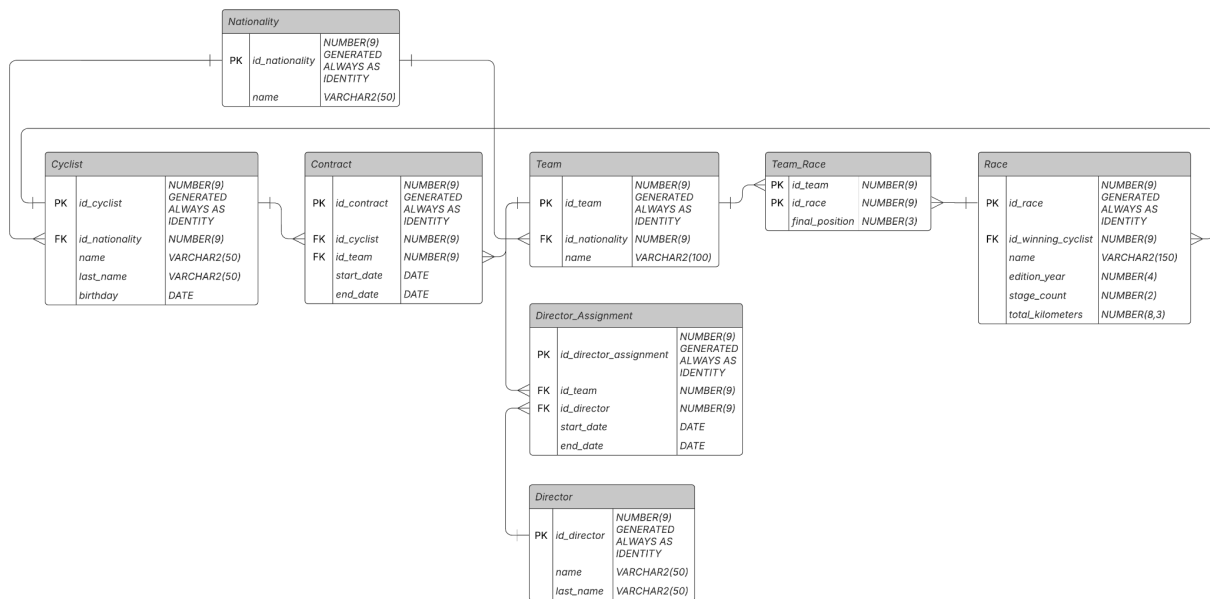 Nationality
PK id_nationality NUMBER(9)
GENERATED
ALWAYS AS
IDENTITY
name VARCHAR2(50)
Cyclist
PK id_cyclist NUMBER(9)
GENERATED
ALWAYS AS
IDENTITY
FK id_nationality NUMBER(9)
name VARCHAR2(50)
last_name VARCHAR2(50)
birthday DATE
Contract
PK id_contract NUMBER(9)
GENERATED
ALWAYS AS
IDENTITY
FK id_cyclist NUMBER(9)
FK id_team NUMBER(9)
start_date DATE
end_date DATE
Team
PK id_team NUMBER(9)
GENERATED
ALWAYS AS
IDENTITY
FK id_nationality NUMBER(9)
name VARCHAR2(100)
Team_Race
PK id_team NUMBER(9)
PK id_race NUMBER(9)
final_position NUMBER(3)
Race
PK id_race NUMBER(9)
GENERATED
ALWAYS AS
IDENTITY
FK id_winning_cyclist NUMBER(9)
name VARCHAR2(150)
edition_year NUMBER(4)
stage_count NUMBER(2)
total_kilometers NUMBER(8,3)
Director_Assignment
PK id_director_assignment NUMBER(9)
GENERATED
ALWAYS AS
IDENTITY
FK id_team NUMBER(9)
FK id_director NUMBER(9)
start_date DATE
end_date DATE
Director
PK id_director NUMBER(9)
GENERATED
ALWAYS AS
IDENTITY
name VARCHAR2(50)
last_name VARCHAR2(50)